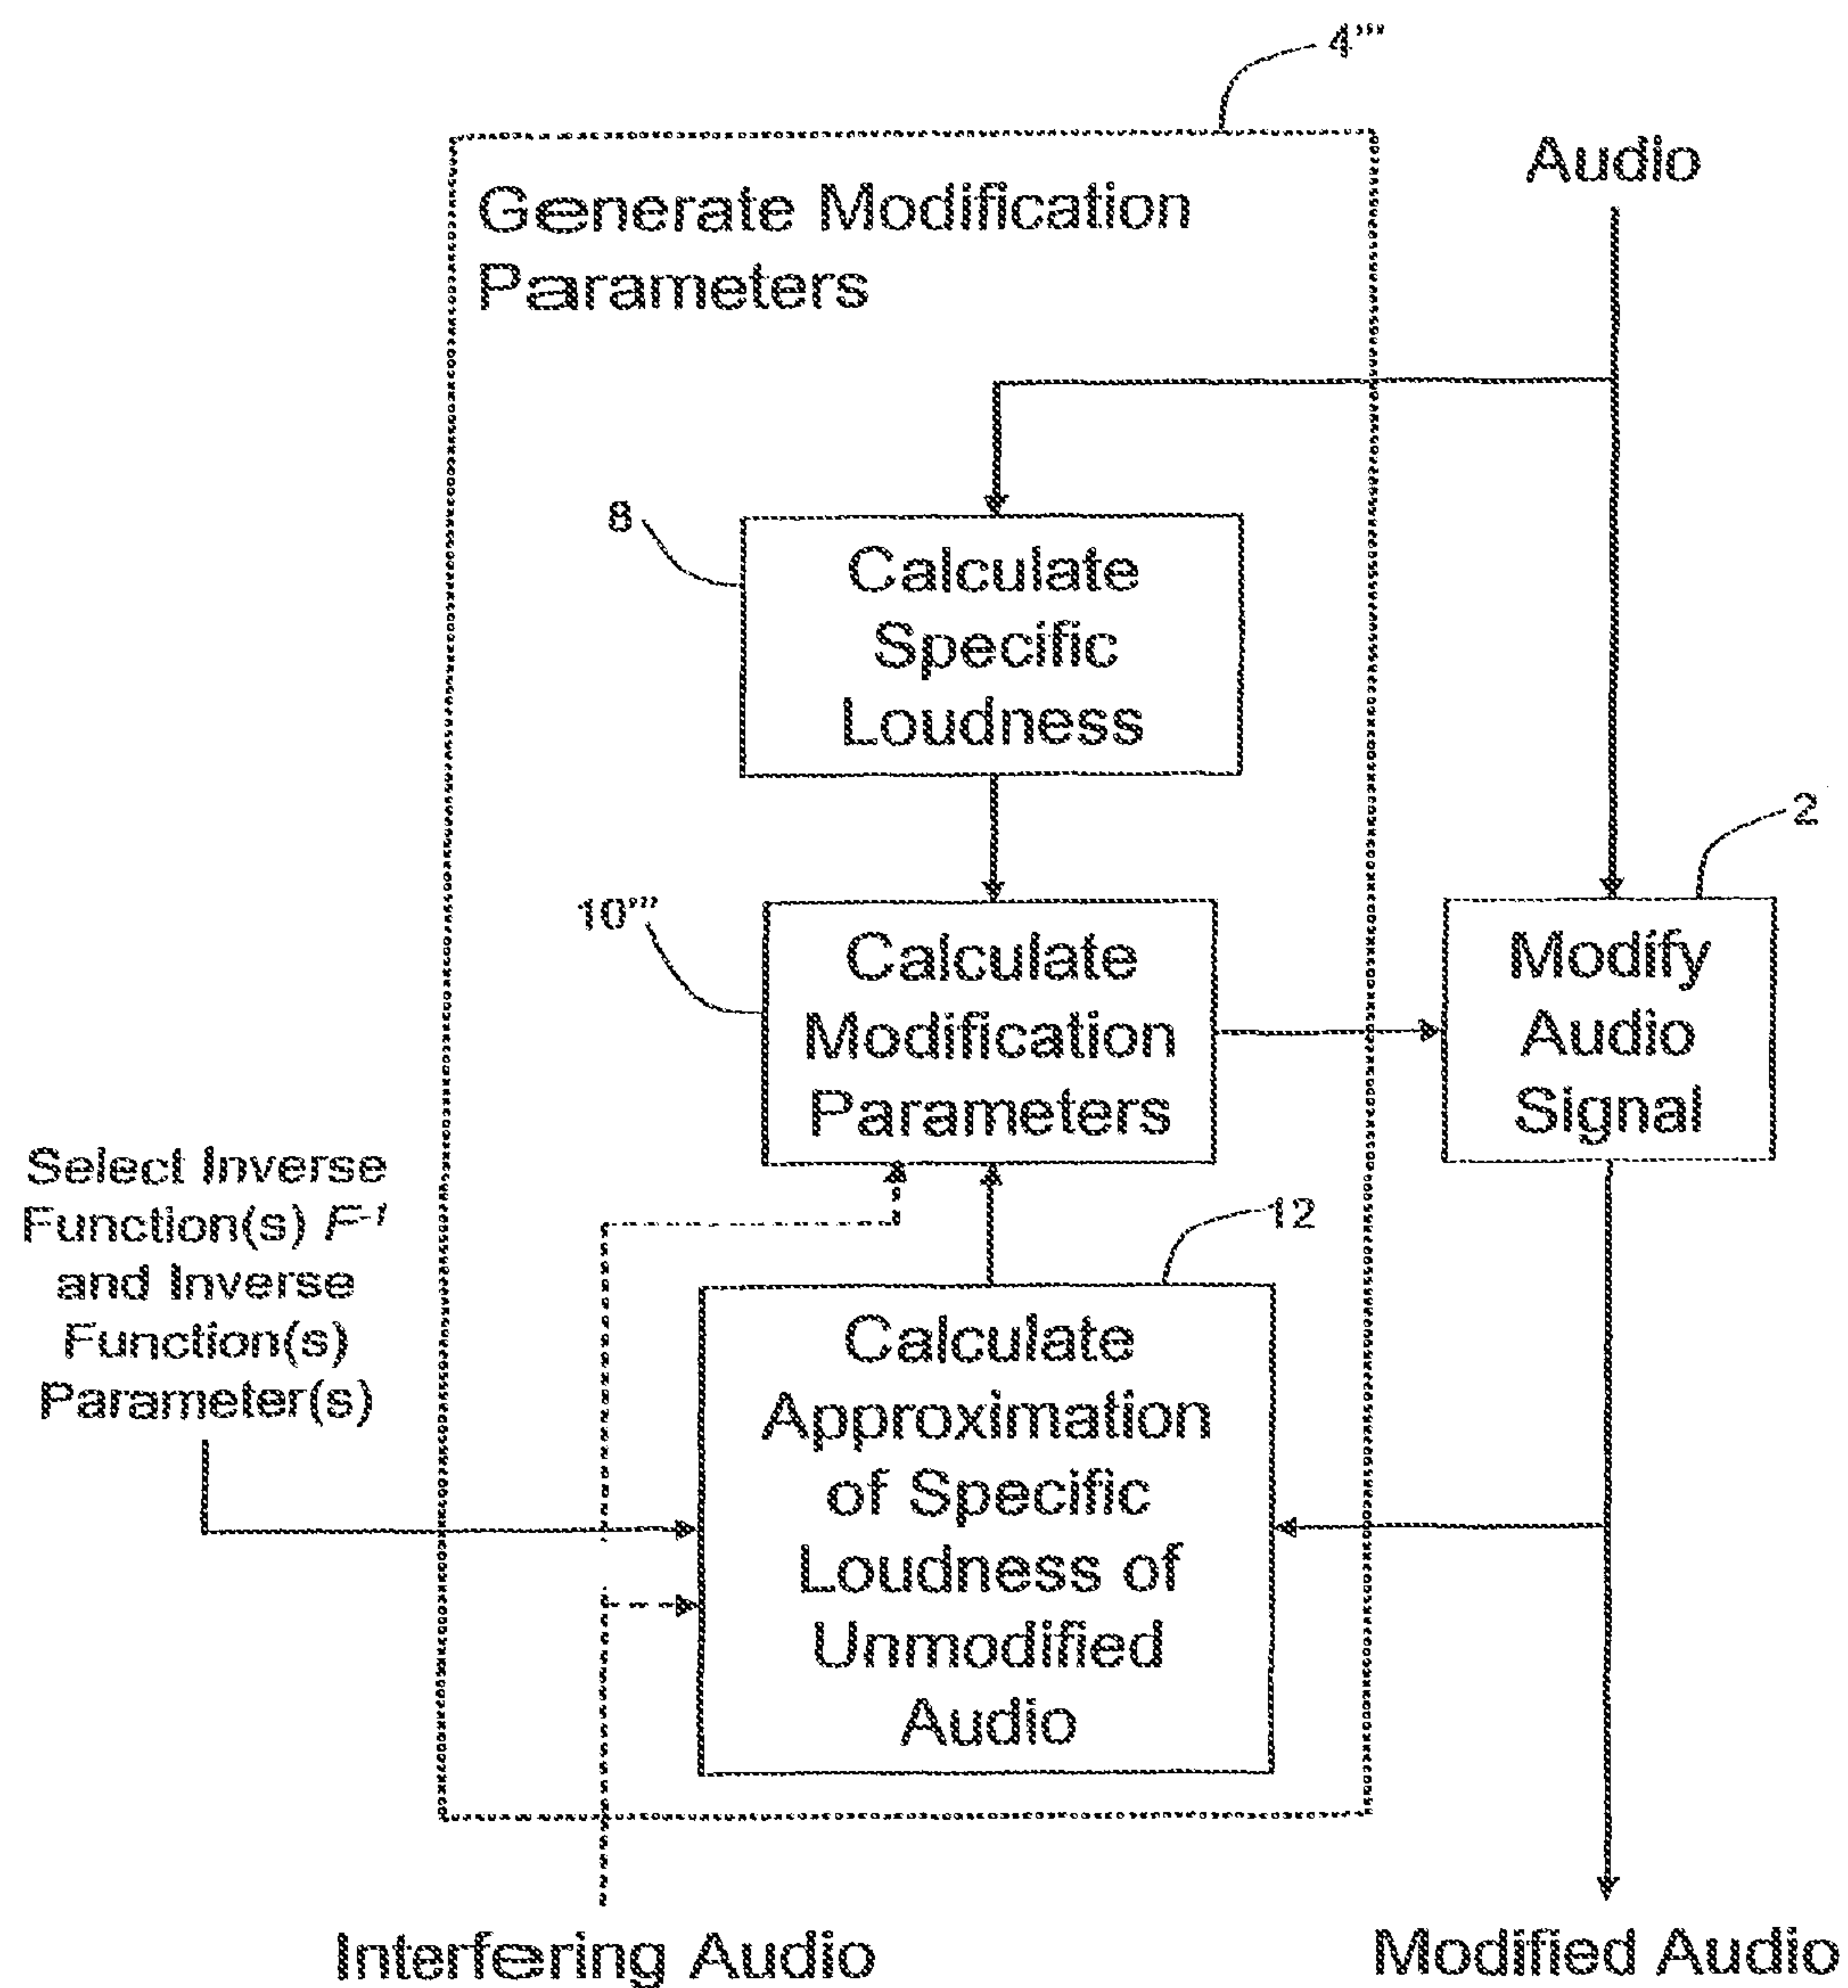 4""
Audio
Generate Modification
Parameters
8
Calculate
Specific
Loudness
2
10""
Calculate
Modification
Parameters
Modify
Audio
Signal
Select Inverse
Function(s) F-1
and Inverse
Function(s)
Parameter(s)
12
Calculate
Approximation
of Specific
Loudness of
Unmodified
Audio
Interfering Audio
Modified Audio